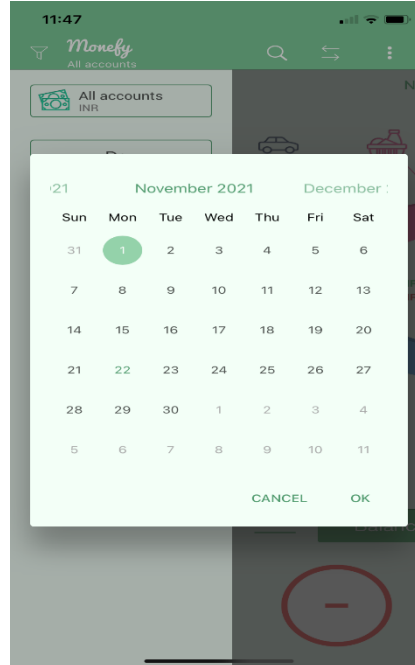 11:47
Monefy
All accounts
All accounts
INR
N
021 November 2021 December 2
Sun Mon Tue Wed Thu Fri Sat
31 1 2 3 4 5 6
7 8 9 10 11 12 13
14 15 16 17 18 19 20
21 22 23 24 25 26 27
28 29 30 1 2 3 4
5 6 7 8 9 10 11
CANCEL OK